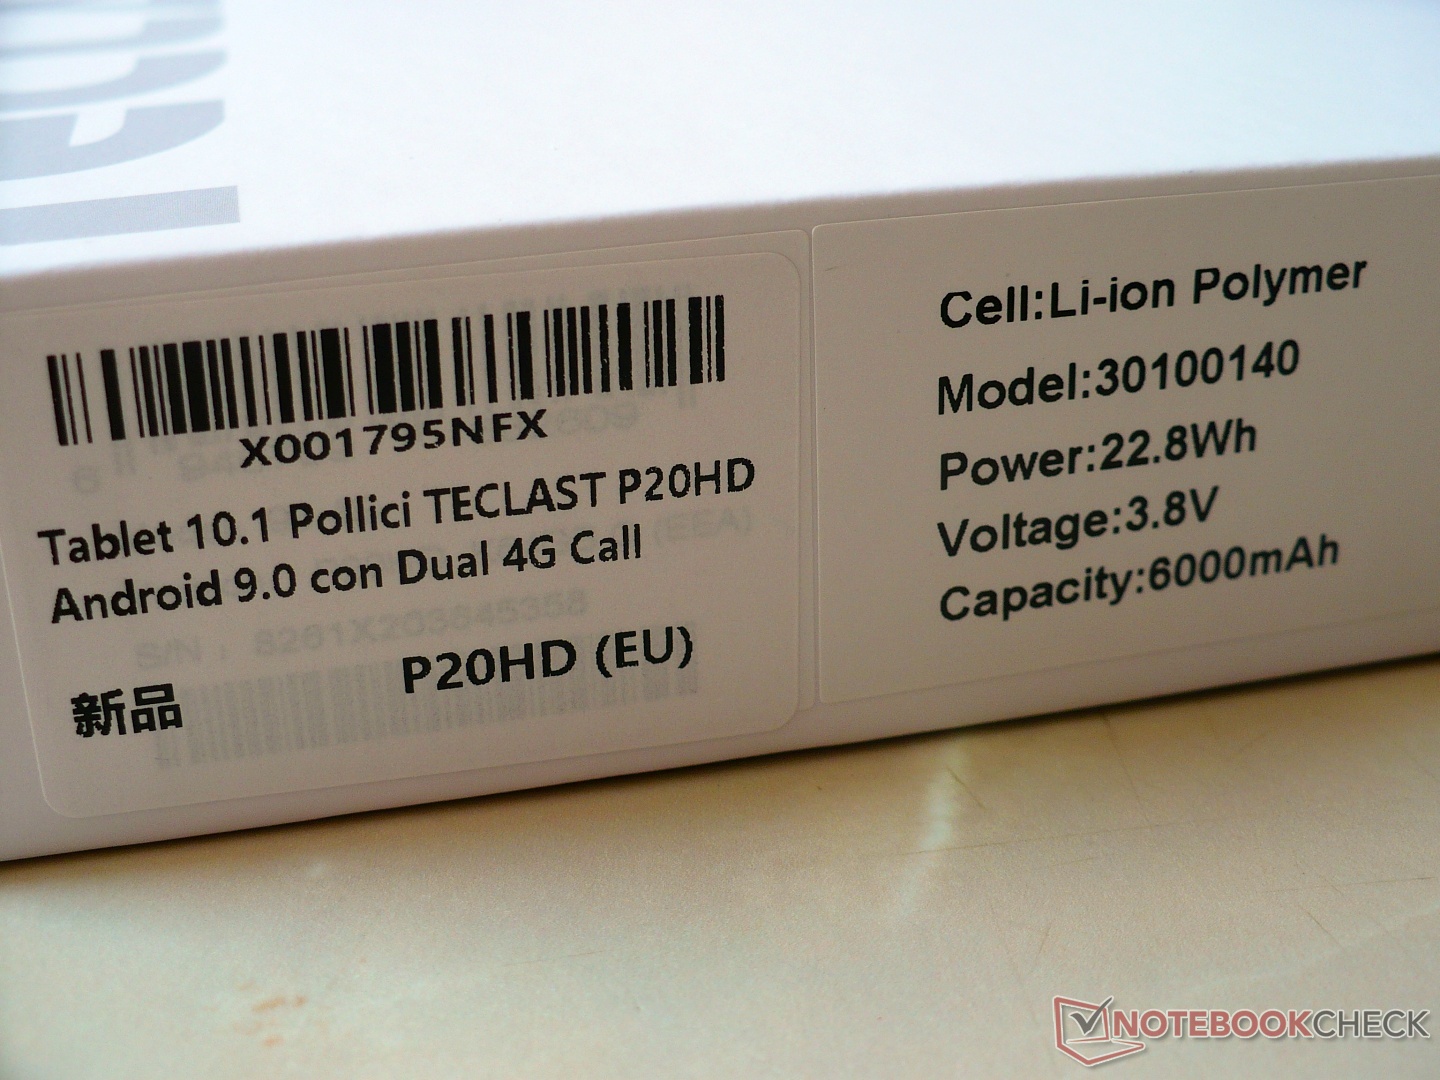 X001795NFX
Tablet 10.1 Pollici TECLAST P20HD
Android 9.0 con Dual 4G Call
新品
P20HD (EU)
Cell:Li-ion Polymer
Model:30100140
Power:22.8Wh
Voltage:3.8V
Capacity:6000mAh
NOTEBOOKCHECK